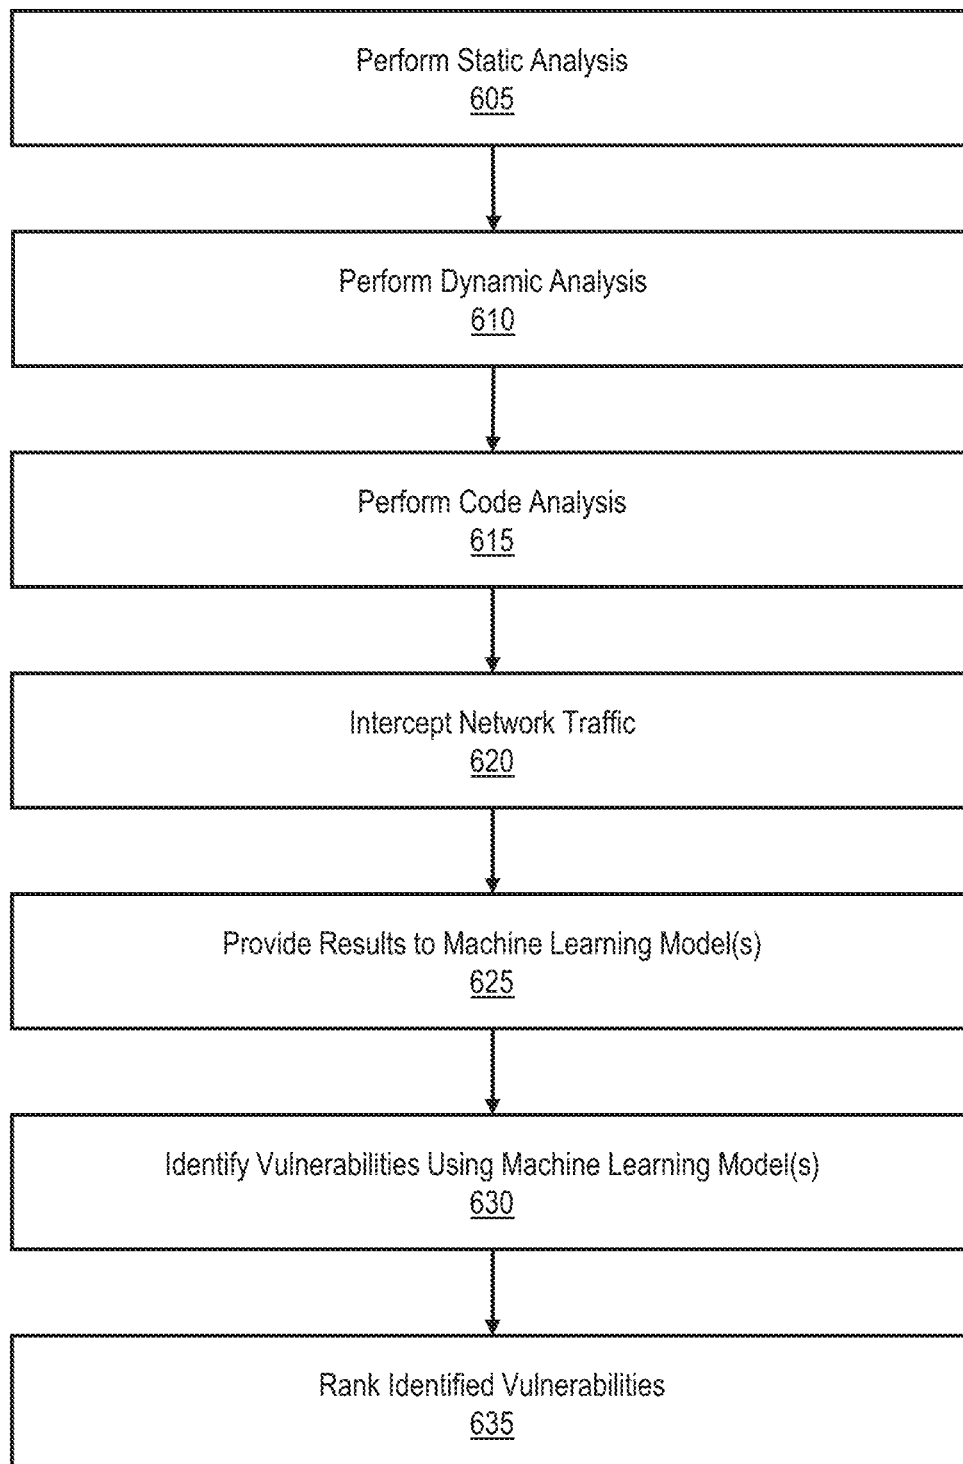 Perform Static Analysis
605
Perform Dynamic Analysis
610
Perform Code Analysis
615
Intercept Network Traffic
620
Provide Results to Machine Learning Model(s)
625
Identify Vulnerabilities Using Machine Learning Model(s)
630
Rank Identified Vulnerabilities
635